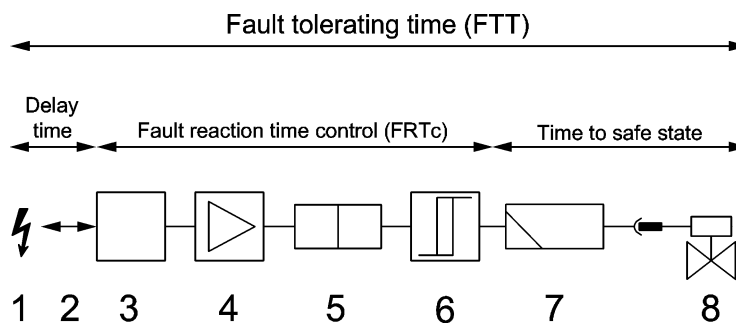 Fault tolerating time (FTT)
Delay
time
Fault reaction time control (FRTc)
Time to safe state
1 2 3 4 5 6 7 8